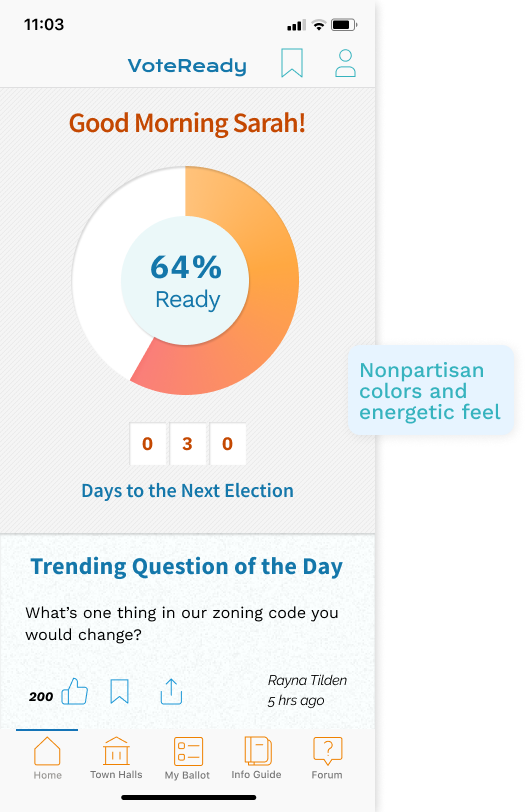 11:03
VoteReady
Good Morning Sarah!
64%
Ready
0 3 0
Days to the Next Election
Nonpartisan
colors and
energetic feel
Trending Question of the Day
What's one thing in our zoning code you
would change?
200
Rayna Tilden
5 hrs ago
Home Town Halls My Ballot Info Guide Forum